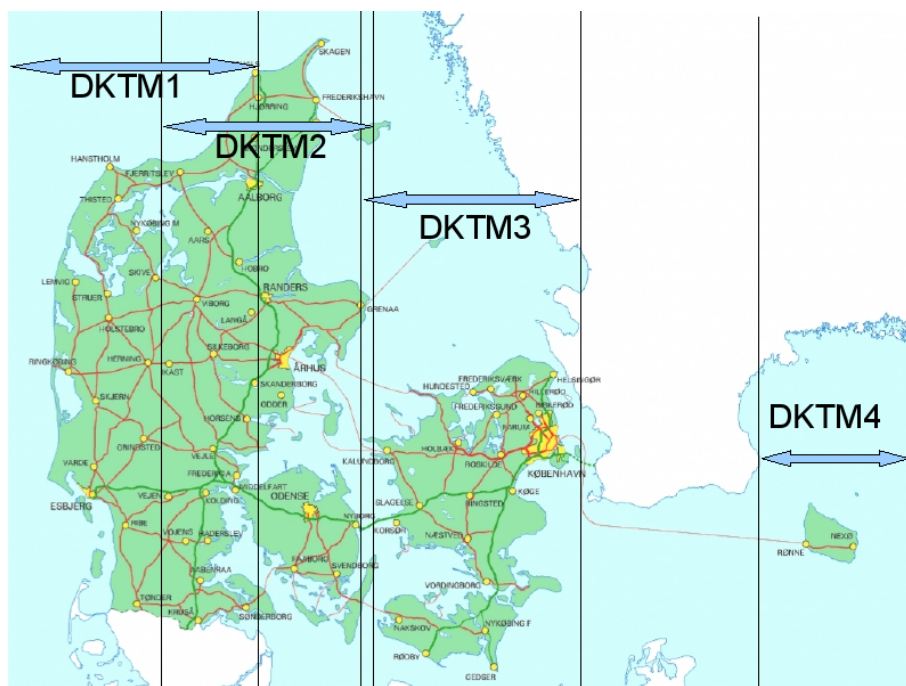 SKAGEN
DKTM1
HJØRRING
FREDERIKSHAVN
DKTM2
HANSTHOLM
FJERRITSLEV
THISTED
AALBORG
DKTM3
NYKØBING M
AARS
HOBRO
SKIVE
LEMVIG
STRUER
VIBORG
RANDERS
LANGÅ
GRENAA
HOLSTEBRO
SILKEBORG
HERNING
IKAST
ÅRHUS
RINGKØBING
SKANDERBORG
ODDER
SKJERN
HORSENS
HUNDESTED
FREDERIKSVÆRK
HELSINGØR
HILLERØD
FREDERIKSSUND
BIRKERØD
FARUM
DKTM4
GRINDSTED
VEJLE
HOLBÆK
KALUNDBORG
ROSKILDE
VARDE
FREDERICIA
KØBENHAVN
MIDDELFART
ODENSE
ESBJERG
VEJEN
KOLDING
SLAGELSE
RINGSTED
KØGE
NYBORG
KORSØR
RIBE
VOJENS
HADERSLEV
NÆSTVED
NEXØ
RØNNE
FAABORG
SVENDBORG
AABENRAA
VORDINGBORG
TØNDER
KRUSÅ
SØNDERBORG
NAKSKOV
NYKØBING F
RØDBY
GEDSER